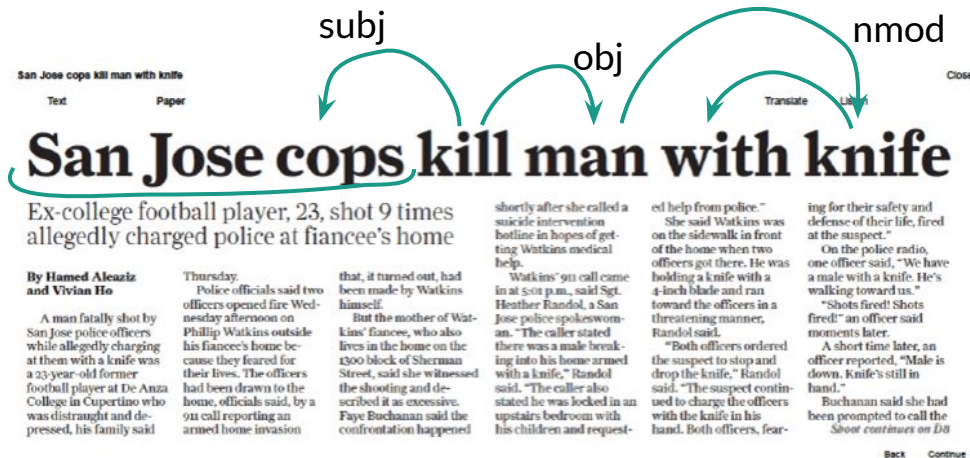 subj
obj
nmod
San Jose cops kill man with knife
Close
Text
Paper
Translate
San Jose cops kill man with knife
Ex-college football player, 23, shot 9 times
allegedly charged police at fiancee's home
By Hamed Aleaziz
and Vivian Ho
A man fatally shot by
San Jose police officers
while allegedly charging
at them with a knife was
a 23-year-old former
football player at De Anza
College in Cupertino who
was distraught and de-
pressed, his family said
Thursday.
Police officials said two
officers opened fire Wed-
nesday afternoon on
Phillip Watkins outside
his fiancee's home be-
cause they feared for
their lives. The officers
had been drawn to the
home, officials said, by a
911 call reporting an
armed home invasion
that, it turned out, had
been made by Watkins
himself.
But the mother of Wat-
kins' fiancee, who also
lives in the home on the
1300 block of Sherman
Street, said she witnessed
the shooting and de-
scribed it as excessive.
Faye Buchanan said the
confrontation happened
shortly after she called a
suicide intervention
hotline in hopes of get-
ting Watkins medical
help.
Watkins' 911 call came
in at 5:01 p.m., said Sgt.
Heather Randol, a San
Jose police spokeswom-
an. "The caller stated
there was a male break-
ing into his home armed
with a knife," Randol
said. "The caller also
stated he was locked in an
upstairs bedroom with
his children and request-
ed help from police."
She said Watkins was
on the sidewalk in front
of the home when two
officers got there. He was
holding a knife with a
4-inch blade and ran
toward the officers in a
threatening manner,
Randol said.
"Both officers ordered
the suspect to stop and
drop the knife," Randol
said. "The suspect contin-
ued to charge the officers
with the knife in his
hand. Both officers, fear-
ing for their safety and
defense of their life, fired
at the suspect."
On the police radio,
one officer said, "We have
a male with a knife. He's
walking toward us."
"Shots fired! Shots
fired!" an officer said
moments later.
A short time later, an
officer reported, "Male is
down. Knife's still in
hand."
Buchanan said she had
been prompted to call the
Shoot continues on D8
Back
Continue